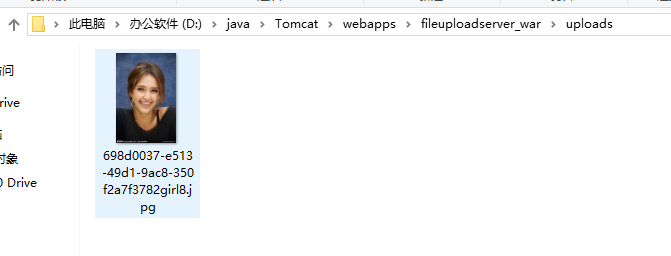 此电脑 › 办公软件 (D:) › java › Tomcat › webapps › fileuploadserver_war › uploads
问
rive
对象
Drive
698d0037-e513
-49d1-9ac8-350
f2a7f3782girl8.j
pg